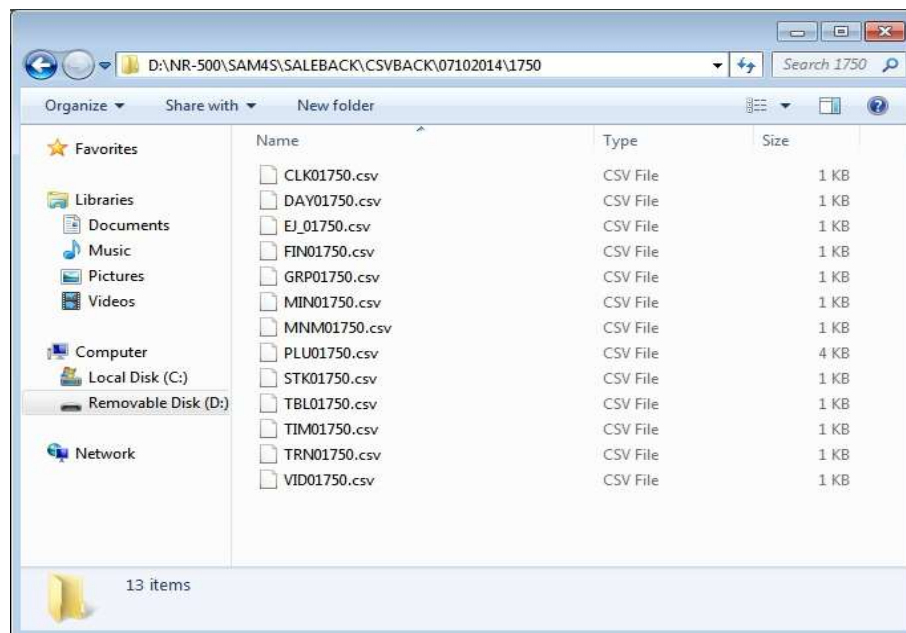 D:\NR-500\SAM4S\SALEBACK\CSVBACK\07102014\1750
Search 1750
Organize
Share with
New folder
Favorites
Libraries
Documents
Music
Pictures
Videos
Computer
Local Disk (C:)
Removable Disk (D:)
Network
Name Type Size
CLK01750.csv CSV File 1 KB
DAY01750.csv CSV File 1 KB
EJ_01750.csv CSV File 1 KB
FIN01750.csv CSV File 1 KB
GRP01750.csv CSV File 1 KB
MIN01750.csv CSV File 1 KB
MNM01750.csv CSV File 1 KB
PLU01750.csv CSV File 4 KB
STK01750.csv CSV File 1 KB
TBL01750.csv CSV File 1 KB
TIM01750.csv CSV File 1 KB
TRN01750.csv CSV File 1 KB
VID01750.csv CSV File 1 KB
13 items